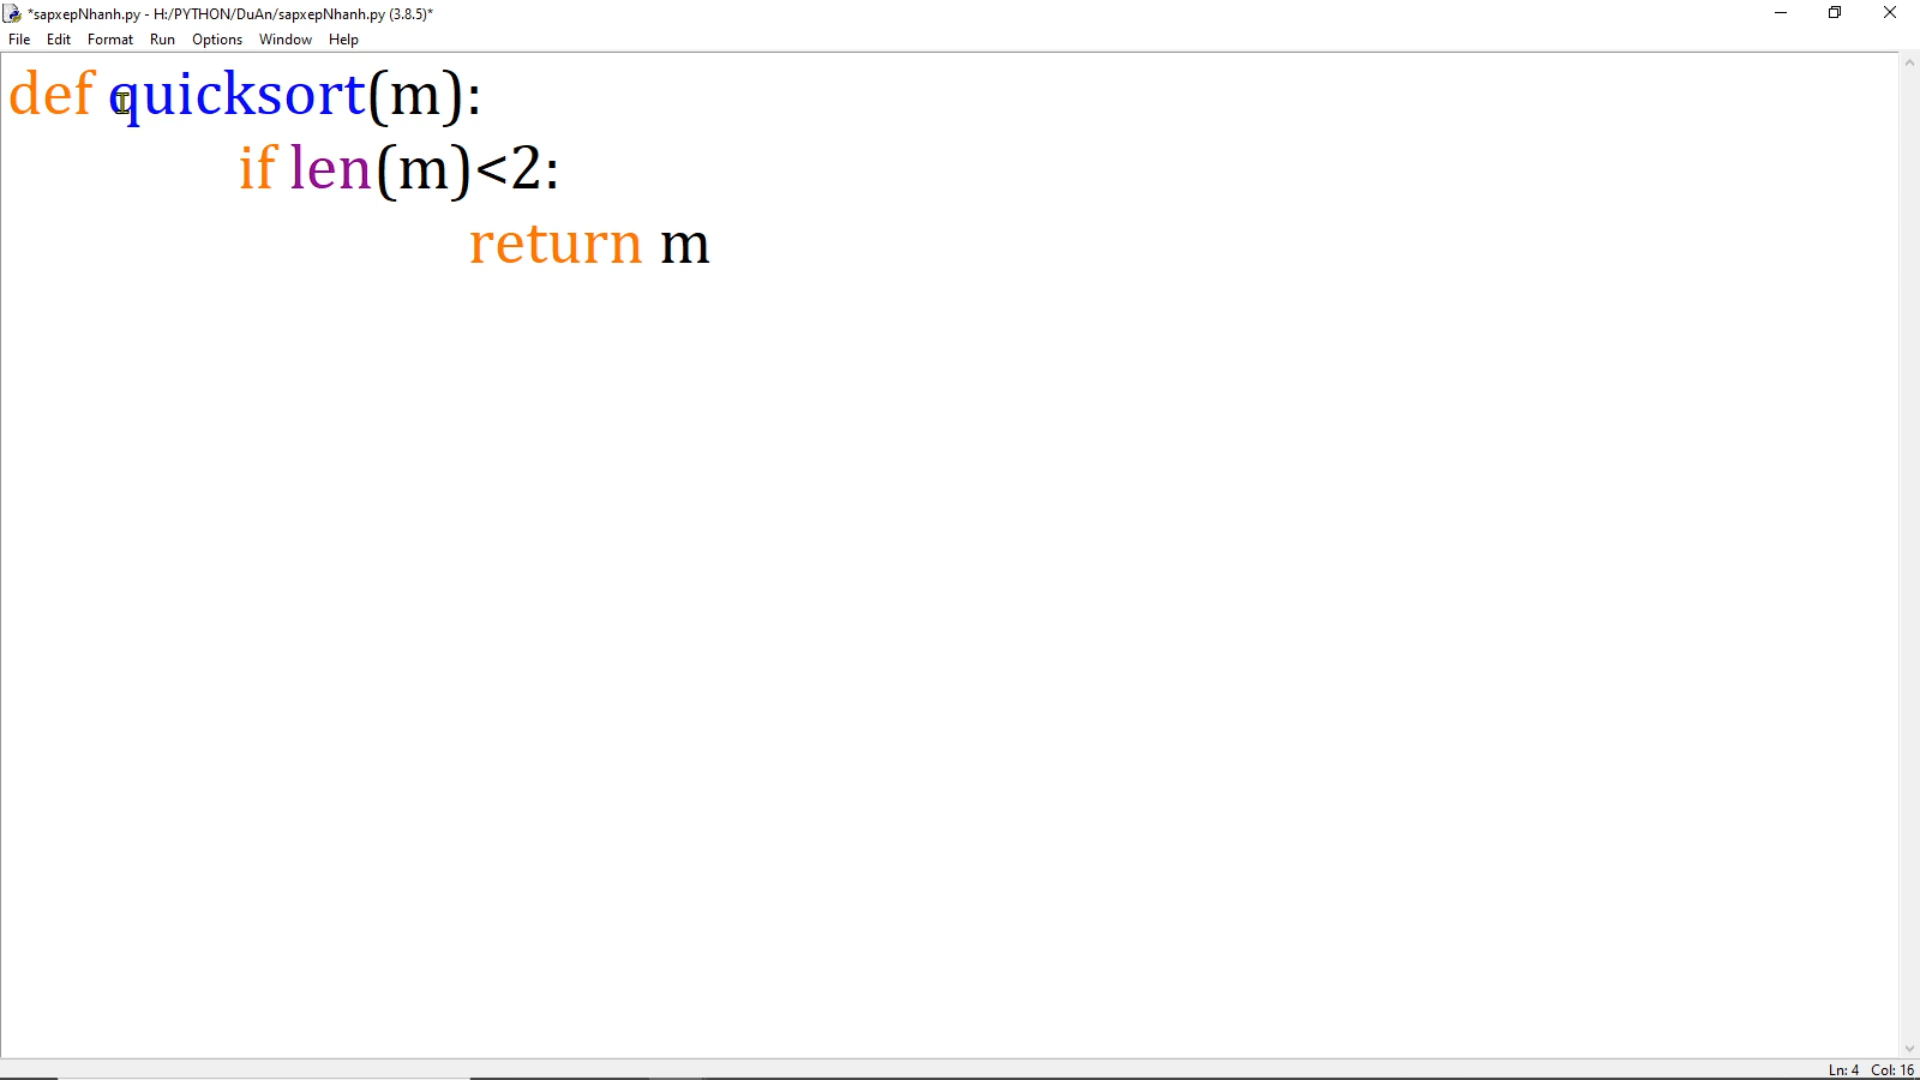 *sapxepNhanh.py - H:/PYTHON/DuAn/sapxepNhanh.py (3.8.5)*
File Edit Format Run Options Window Help
def quicksort(m):
if len(m)<2:
return m
Ln: 4 Col: 16